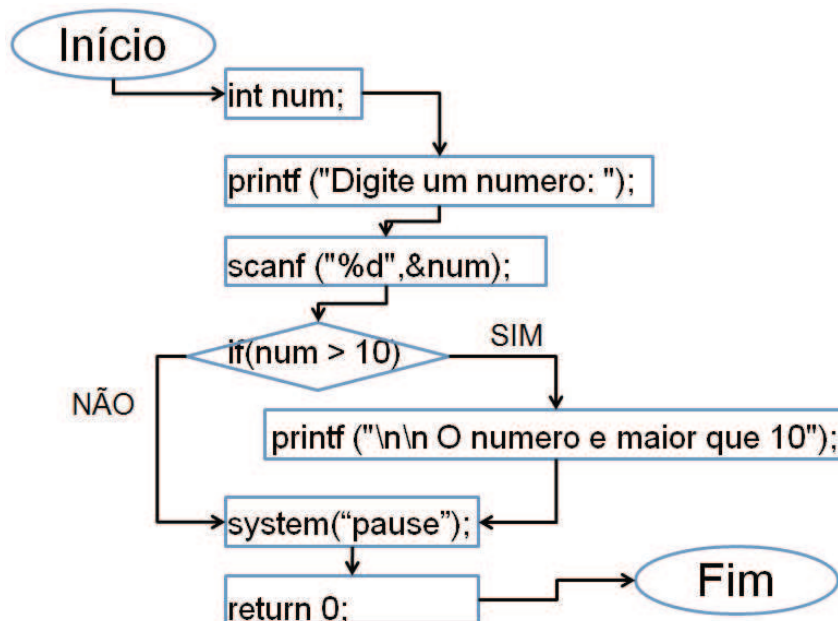 Início
int num;
printf ("Digite um numero: ");
scanf ("%d",&num);
if(num > 10)
SIM
NÃO
printf ("\n\n O numero e maior que 10");
system(“pause”);
return 0;
Fim